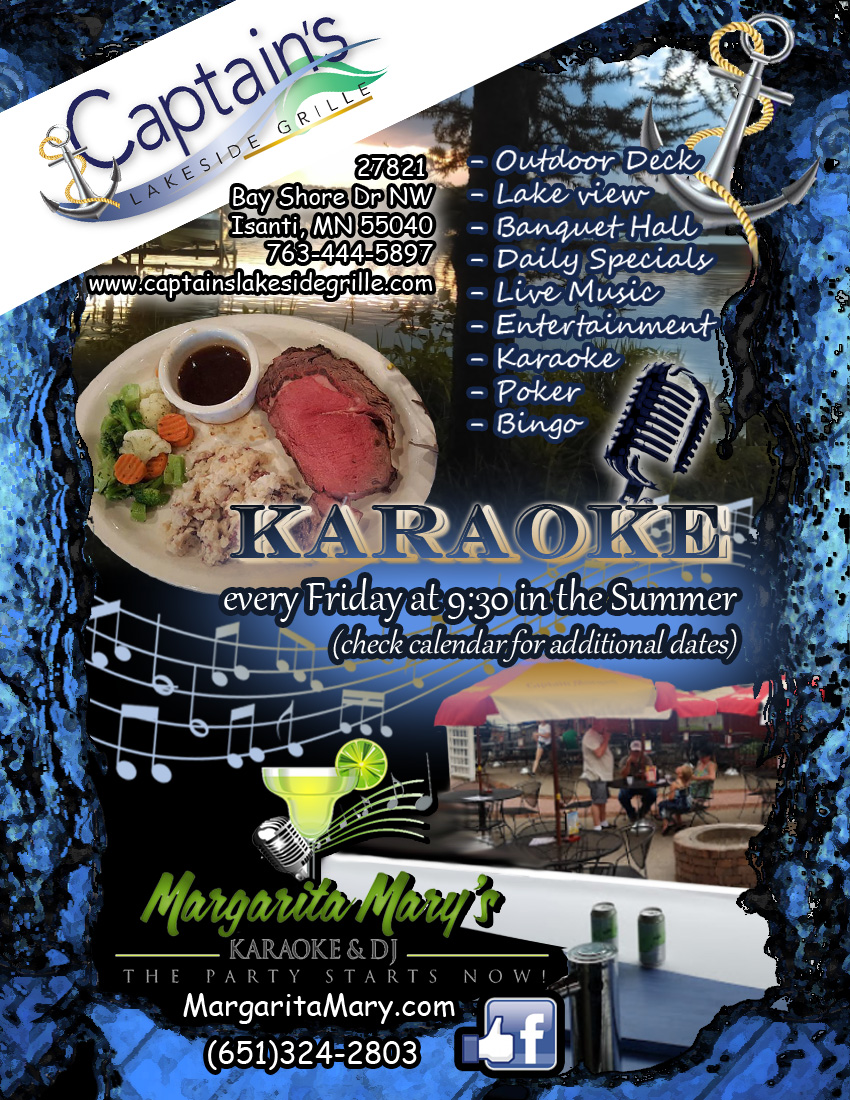 Captain's
LAKESIDE GRILLE
27821
Bay Shore Dr NW
Isanti, MN 55040
763-444-5897
www.captainslakesidegrille.com
- Outdoor Deck
- Lake view
- Banquet Hall
- Daily Specials
- Live Music
- Entertainment
- Karaoke
- Poker
- Bingo
KARAOKE
every Friday at 9:30 in the Summer
(check calendar for additional dates)
Margarita Mary's
KARAOKE & DJ
THE PARTY STARTS NOW!
MargaritaMary.com
(651)324-2803
f